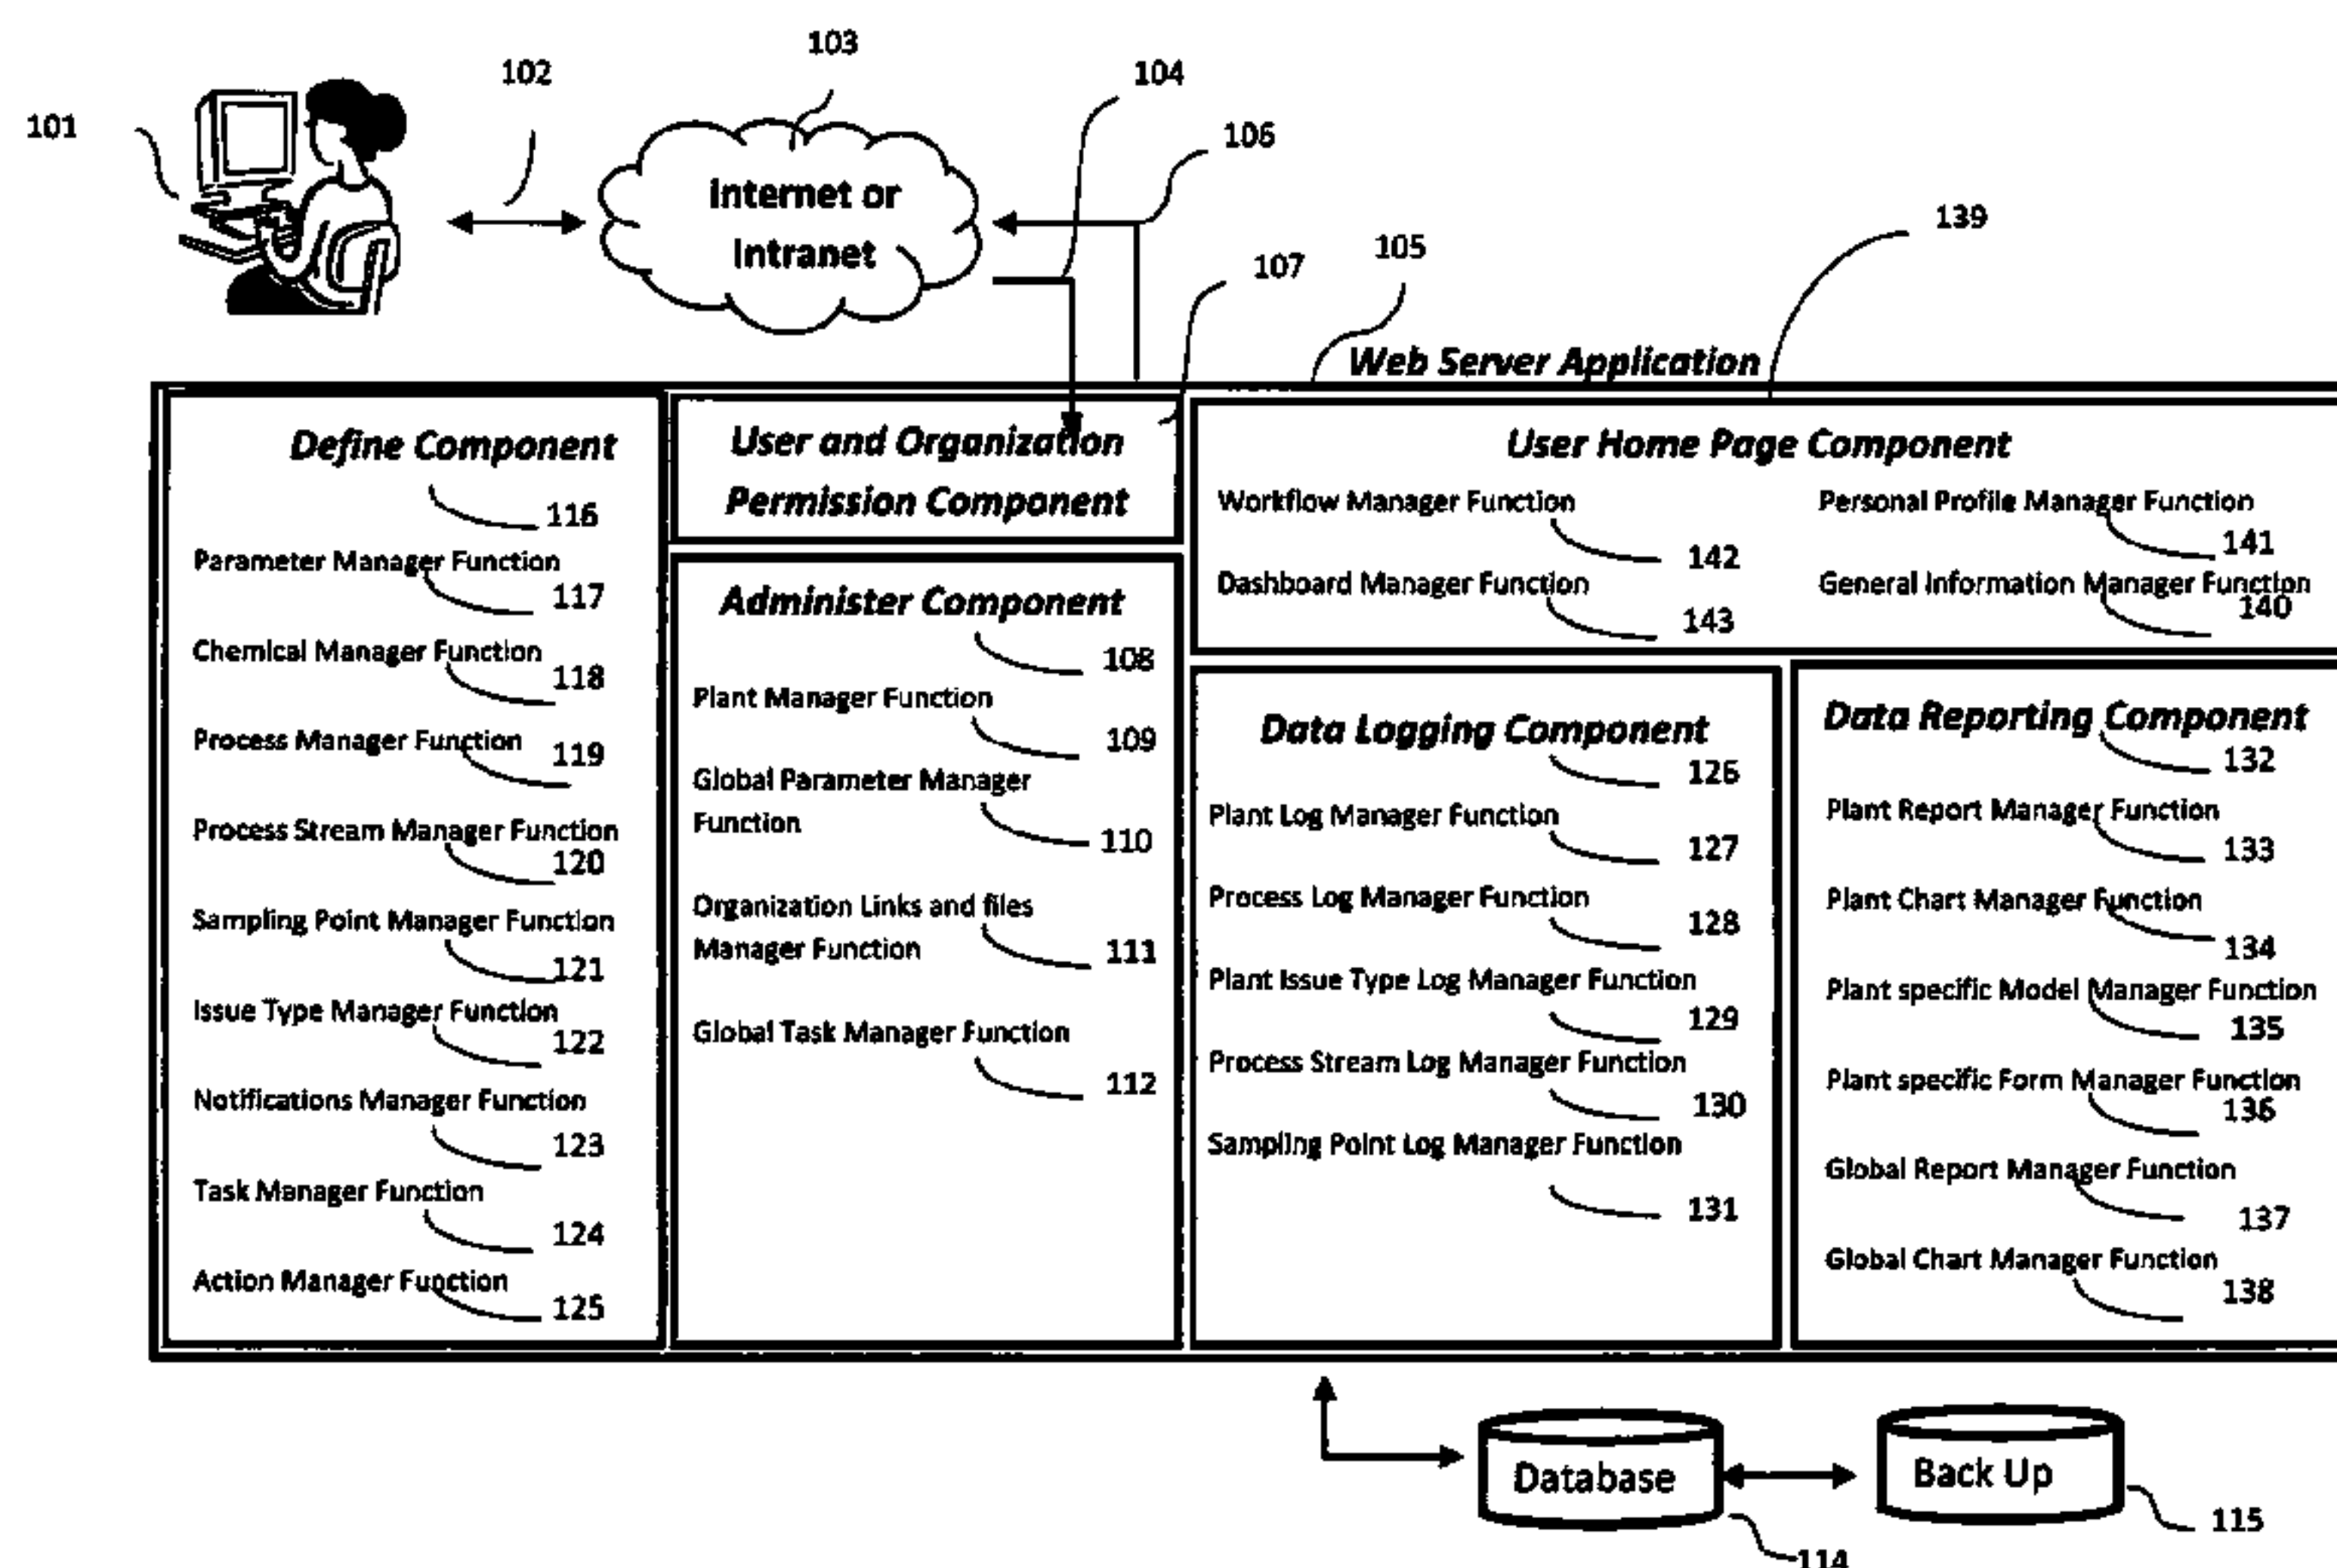 103
102
104
101
106
Internet or
Intranet
139
107
105
Web Server Application
Define Component
116
Parameter Manager Function
117
Chemical Manager Function
118
Process Manager Function
119
Process Stream Manager Function
120
Sampling Point Manager Function
121
Issue Type Manager Function
122
Notifications Manager Function
123
Task Manager Function
124
Action Manager Function
125
User and Organization
Permission Component
Administer Component
108
Plant Manager Function
109
Global Parameter Manager
Function
110
Organization Links and files
Manager Function
111
Global Task Manager Function
112
User Home Page Component
Workflow Manager Function
142
Dashboard Manager Function
143
Personal Profile Manager Function
141
General Information Manager Function
140
Data Logging Component
126
Plant Log Manager Function
127
Process Log Manager Function
128
Plant Issue Type Log Manager Function
129
Process Stream Log Manager Function
130
Sampling Point Log Manager Function
131
Data Reporting Component
132
Plant Report Manager Function
133
Plant Chart Manager Function
134
Plant specific Model Manager Function
135
Plant specific Form Manager Function
136
Global Report Manager Function
137
Global Chart Manager Function
138
Database
Back Up
115
114